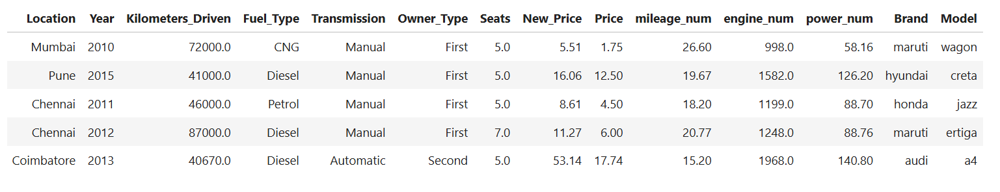 Location Year Kilometers_Driven Fuel_Type Transmission Owner_Type Seats New_Price Price mileage_num engine_num power_num Brand Model
Mumbai 2010 72000.0 CNG Manual First 5.0 5.51 1.75 26.60 998.0 58.16 maruti wagon
Pune 2015 41000.0 Diesel Manual First 5.0 16.06 12.50 19.67 1582.0 126.20 hyundai creta
Chennai 2011 46000.0 Petrol Manual First 5.0 8.61 4.50 18.20 1199.0 88.70 honda jazz
Chennai 2012 87000.0 Diesel Manual First 7.0 11.27 6.00 20.77 1248.0 88.76 maruti ertiga
Coimbatore 2013 40670.0 Diesel Automatic Second 5.0 53.14 17.74 15.20 1968.0 140.80 audi a4